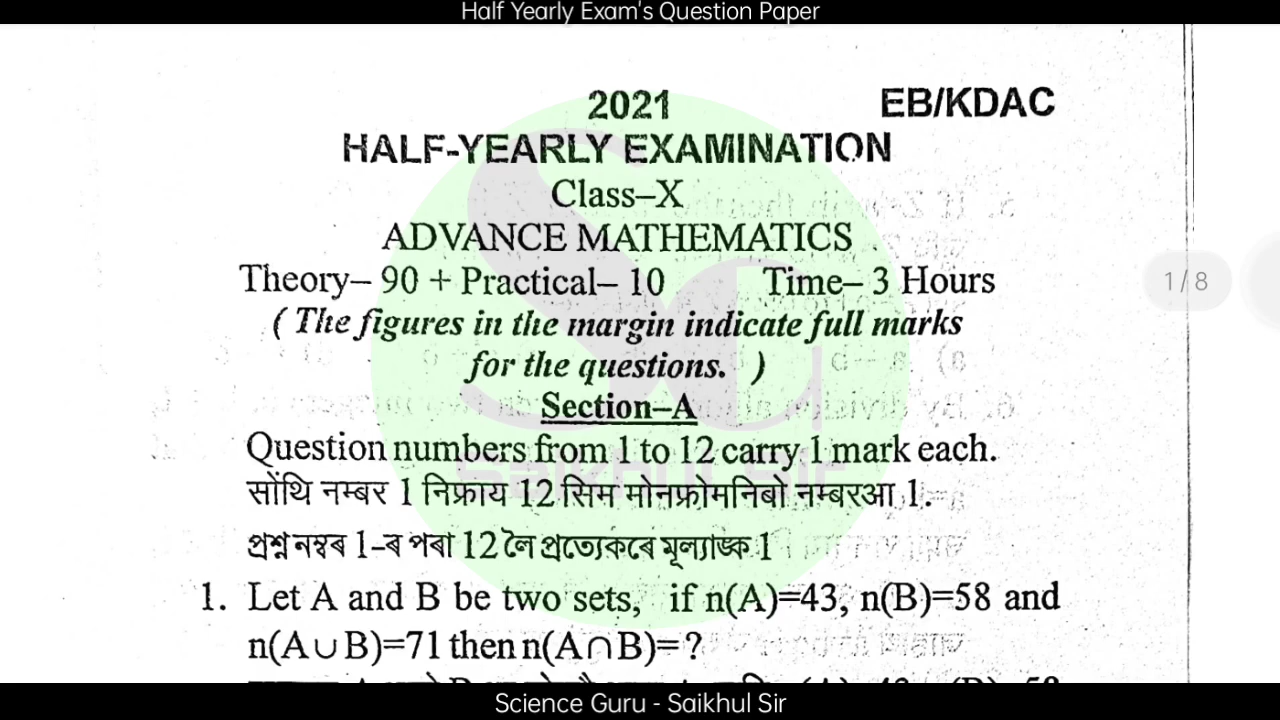 Half Yearly Exam's Question Paper
2021 EB/KDAC
HALF-YEARLY EXAMINATION
Class–X
ADVANCE MATHEMATICS
Theory– 90 + Practical– 10 Time– 3 Hours
( The figures in the margin indicate full marks
for the questions. )
Section–A
Question numbers from 1 to 12 carry 1 mark each.
सोंथि नम्बर 1 निफ्राय 12 सिम मोनफ्रोमनिबो नम्बरआ 1.
প্ৰশ্ন নম্বৰ 1-ৰ পৰা 12 লৈ প্ৰত্যেকৰে মূল্যাঙ্ক 1
1. Let A and B be two sets, if n(A)=43, n(B)=58 and
n(A∪B)=71 then n(A∩B)=?
1/8
Saikhul Sir
Science Guru - Saikhul Sir